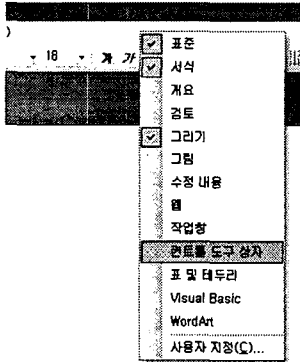 )
18 가 가
표준
서식
개요
검토
그리기
그림
수정 내용
웹
작업창
컨트롤 도구 상자
표 및 테두리
Visual Basic
WordArt
사용자 지정(C)...